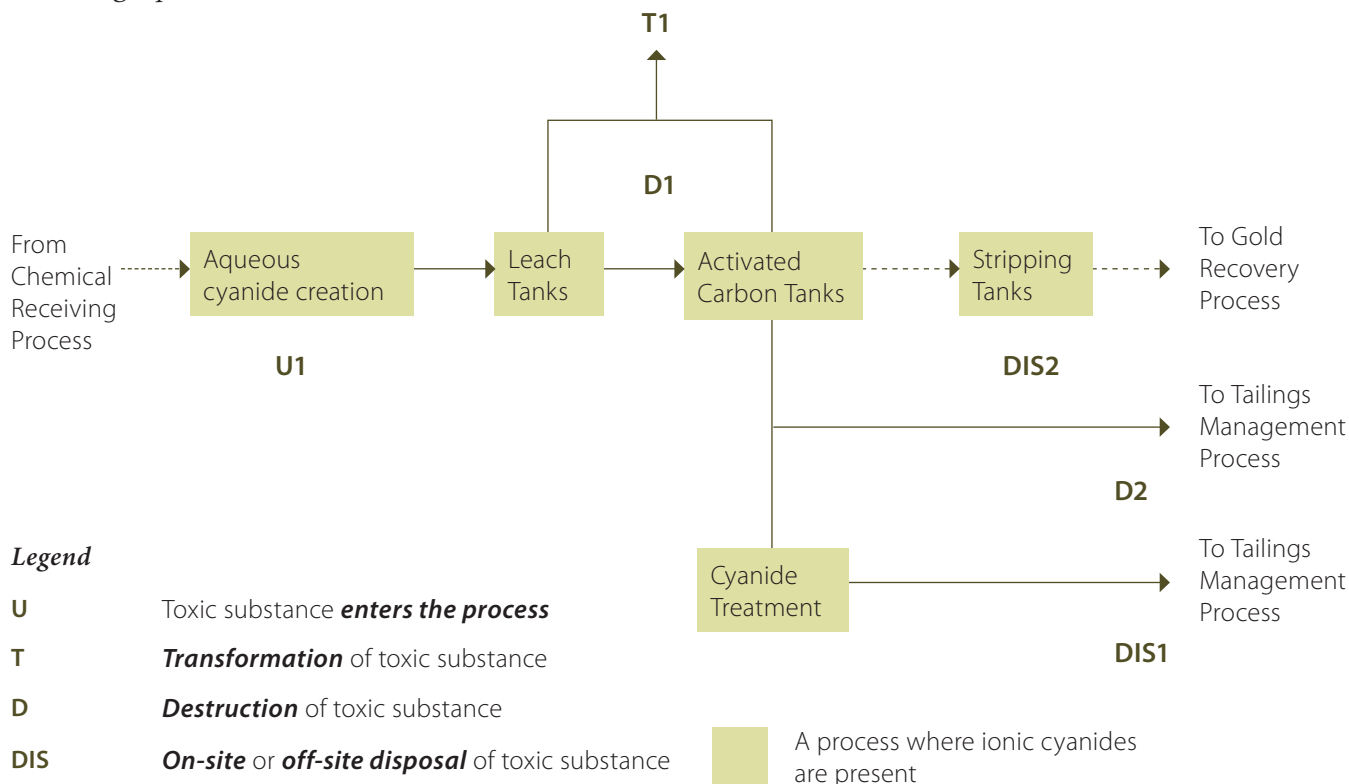 T1
D1
From
Chemical
Receiving
Process
Aqueous
cyanide creation
Leach
Tanks
Activated
Carbon Tanks
Stripping
Tanks
To Gold
Recovery
Process
U1
DIS2
To Tailings
Management
Process
D2
Cyanide
Treatment
To Tailings
Management
Process
DIS1
Legend
U Toxic substance enters the process
T Transformation of toxic substance
D Destruction of toxic substance
DIS On-site or off-site disposal of toxic substance
A process where ionic cyanides
are present